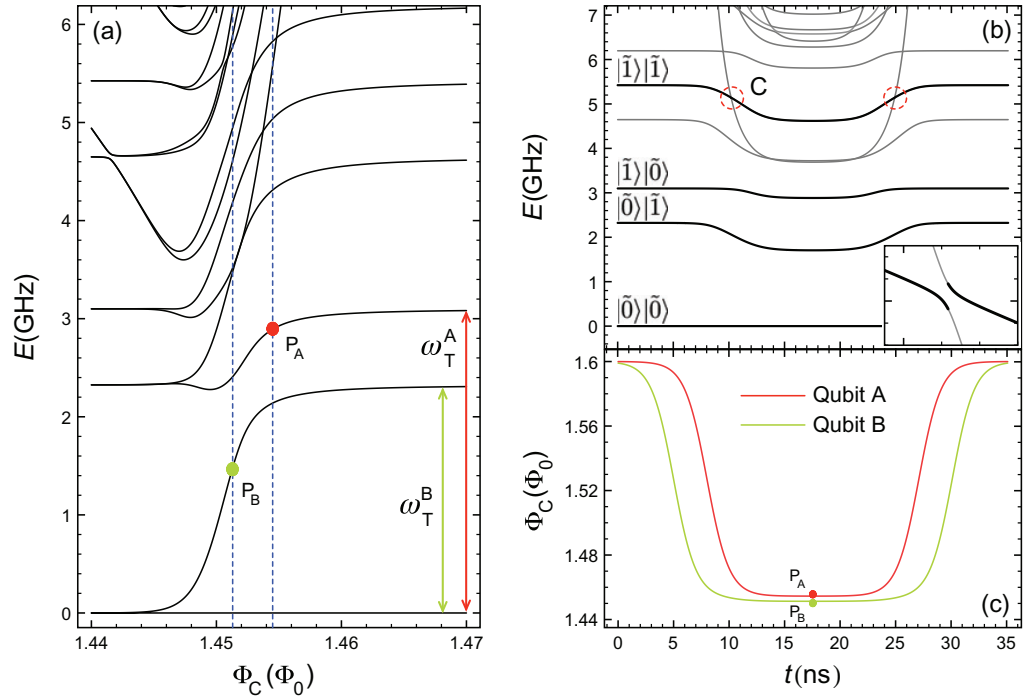 (a)
6
5
4
3
2
1
0
E(GHz)
P_A
P_B
ω_T^A
ω_T^B
1.44 1.45 1.46 1.47
Φ_C(Φ_0)
(b)
7
6
5
4
3
2
1
0
E(GHz)
|1̃⟩|1̃⟩
C
|1̃⟩|0̃⟩
|0̃⟩|1̃⟩
|0̃⟩|0̃⟩
1.6
1.56
1.52
1.48
1.44
Φ_C(Φ_0)
Qubit A
Qubit B
P_A
P_B
(c)
0 5 10 15 20 25 30 35
t(ns)